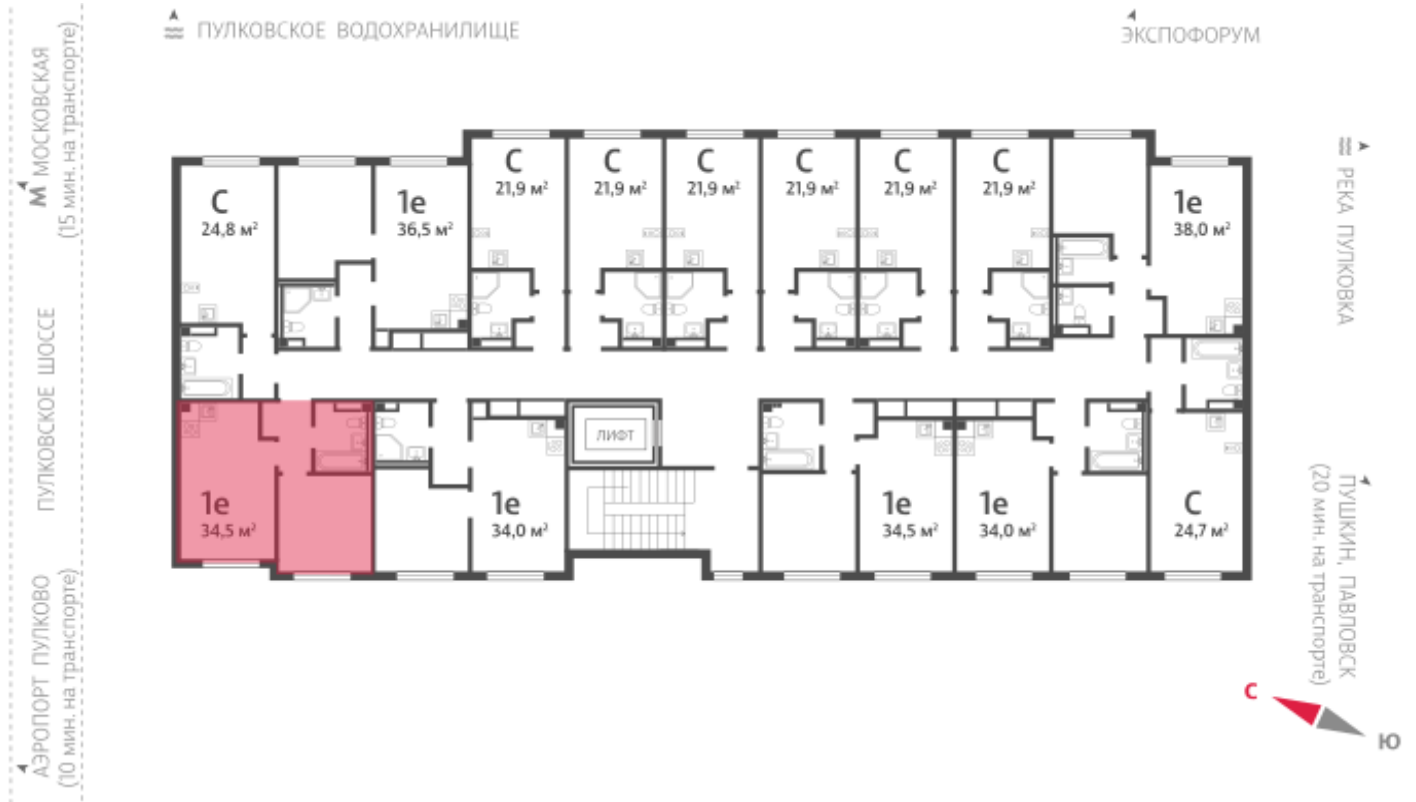 ПУЛКОВСКОЕ ВОДОХРАНИЛИЩЕ
ЭКСПОФОРУМ
М МОСКОВСКАЯ
(15 мин. на транспорте)
ПУЛКОВСКОЕ ШОССЕ
АЭРОПОРТ ПУЛКОВО
(10 мин. на транспорте)
С
24,8 м²
1е
36,5 м²
С
21,9 м²
С
21,9 м²
С
21,9 м²
С
21,9 м²
С
21,9 м²
С
21,9 м²
1е
38,0 м²
РЕКА ПУЛКОВКА
ЛИФТ
1е
34,5 м²
1е
34,0 м²
1е
34,5 м²
1е
34,0 м²
С
24,7 м²
ПУШКИН, ПАВЛОВСК
(20 мин. на транспорте)
С
Ю